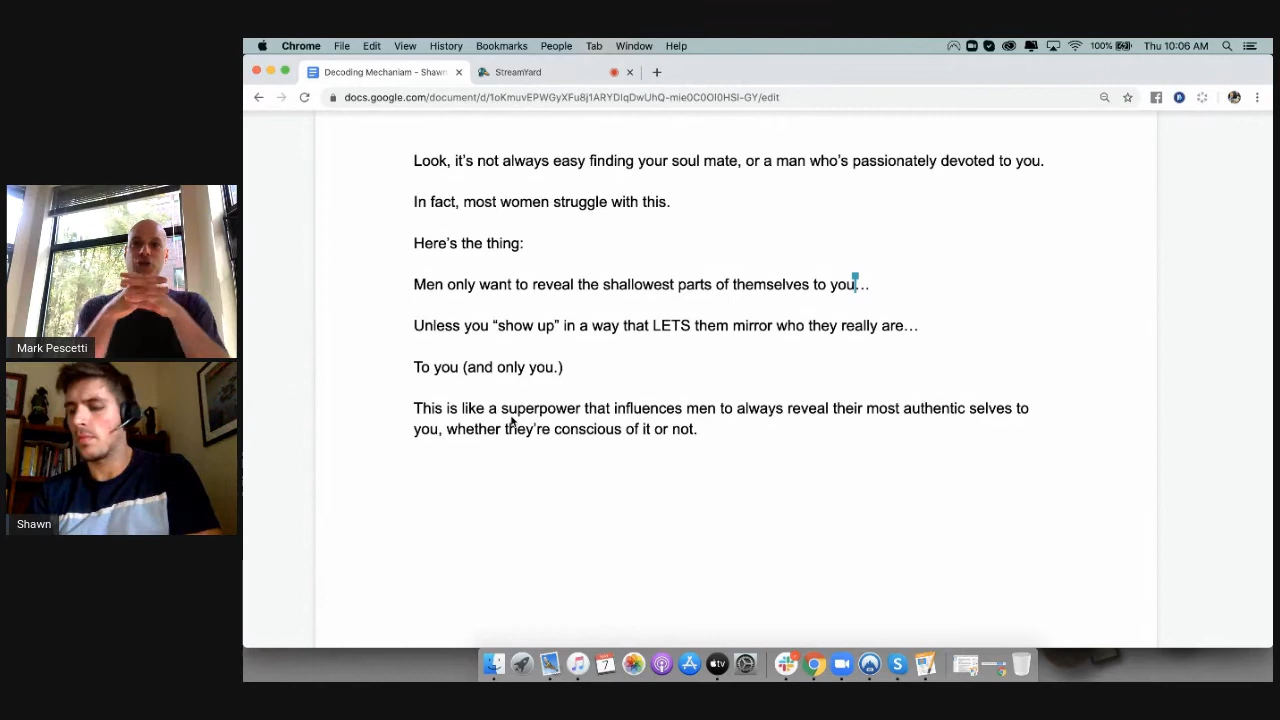 Chrome File Edit View History Bookmarks People Tab Window Help 100% Thu 10:06 AM
Decoding Mechaniam - Shawn StreamYard
docs.google.com/document/d/1oKmuvEPWGyXFu8j1ARYDIqDwUhQ-mie0C0OI0HSI-GY/edit
Look, it's not always easy finding your soul mate, or a man who's passionately devoted to you.
In fact, most women struggle with this.
Here's the thing:
Men only want to reveal the shallowest parts of themselves to you…
Unless you “show up” in a way that LETS them mirror who they really are…
To you (and only you.)
This is like a superpower that influences men to always reveal their most authentic selves to
you, whether they're conscious of it or not.
Mark Pescetti
Shawn
7
tv